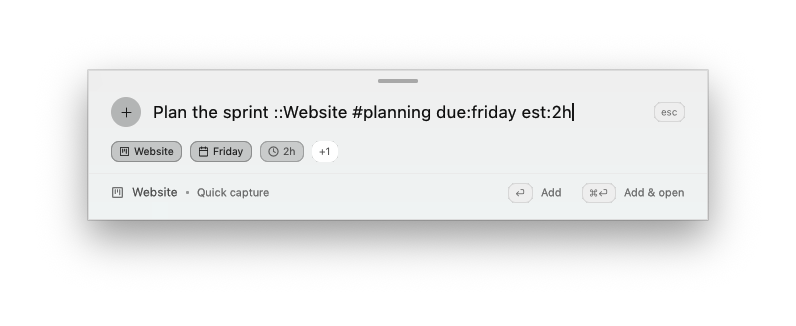 Plan the sprint ::Website #planning due:friday est:2h esc
Website Friday 2h +1
Website • Quick capture ⏎ Add ⌘⏎ Add & open